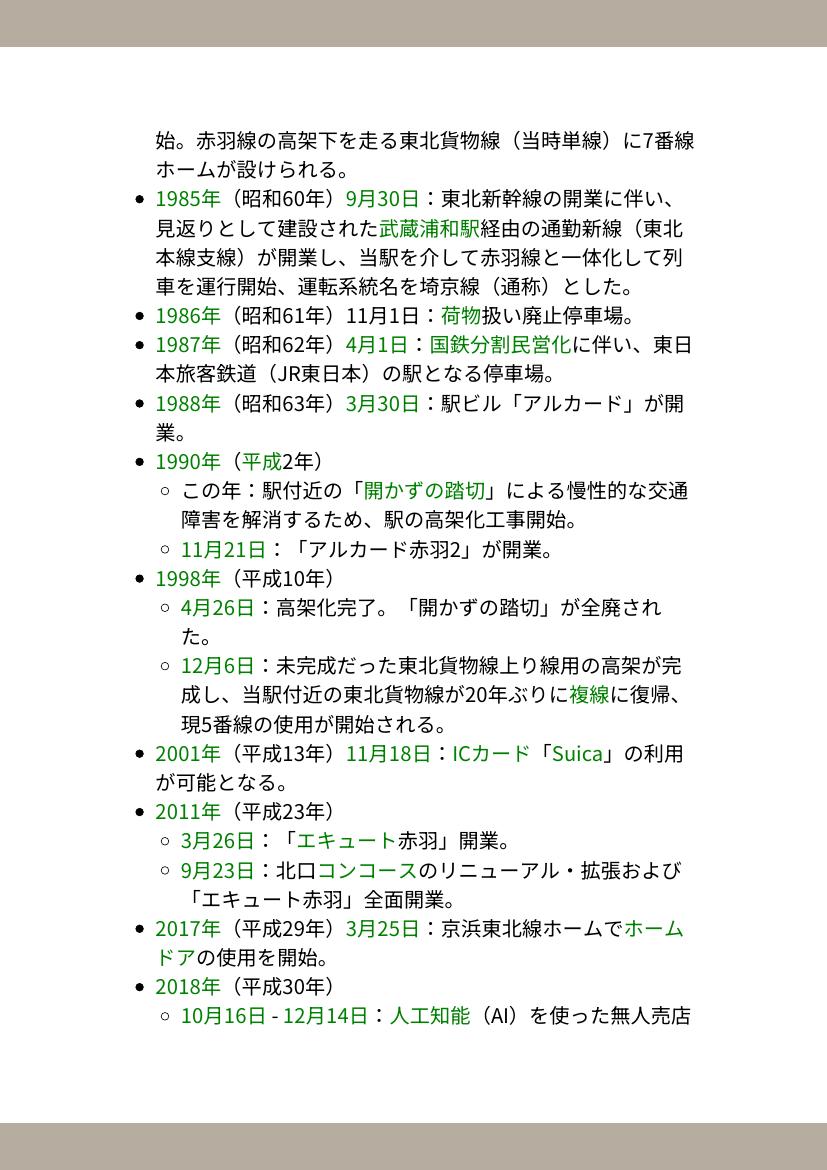 始。赤羽線の高架下を走る東北貨物線（当時単線）に7番線
ホームが設けられる。
• 1985年（昭和60年）9月30日：東北新幹線の開業に伴い、
見返りとして建設された武蔵浦和駅経由の通勤新線（東北
本線支線）が開業し、当駅を介して赤羽線と一体化して列
車を運行開始、運転系統名を埼京線（通称）とした。
• 1986年（昭和61年）11月1日：荷物扱い廃止停車場。
• 1987年（昭和62年）4月1日：国鉄分割民営化に伴い、東日
本旅客鉄道（JR東日本）の駅となる停車場。
• 1988年（昭和63年）3月30日：駅ビル「アルカード」が開
業。
• 1990年（平成2年）
◦ この年：駅付近の「開かずの踏切」による慢性的な交通
障害を解消するため、駅の高架化工事開始。
◦ 11月21日：「アルカード赤羽2」が開業。
• 1998年（平成10年）
◦ 4月26日：高架化完了。「開かずの踏切」が全廃され
た。
◦ 12月6日：未完成だった東北貨物線上り線用の高架が完
成し、当駅付近の東北貨物線が20年ぶりに複線に復帰、
現5番線の使用が開始される。
• 2001年（平成13年）11月18日：ICカード「Suica」の利用
が可能となる。
• 2011年（平成23年）
◦ 3月26日：「エキュート赤羽」開業。
◦ 9月23日：北口コンコースのリニューアル・拡張および
「エキュート赤羽」全面開業。
• 2017年（平成29年）3月25日：京浜東北線ホームでホーム
ドアの使用を開始。
• 2018年（平成30年）
◦ 10月16日 - 12月14日：人工知能（AI）を使った無人売店